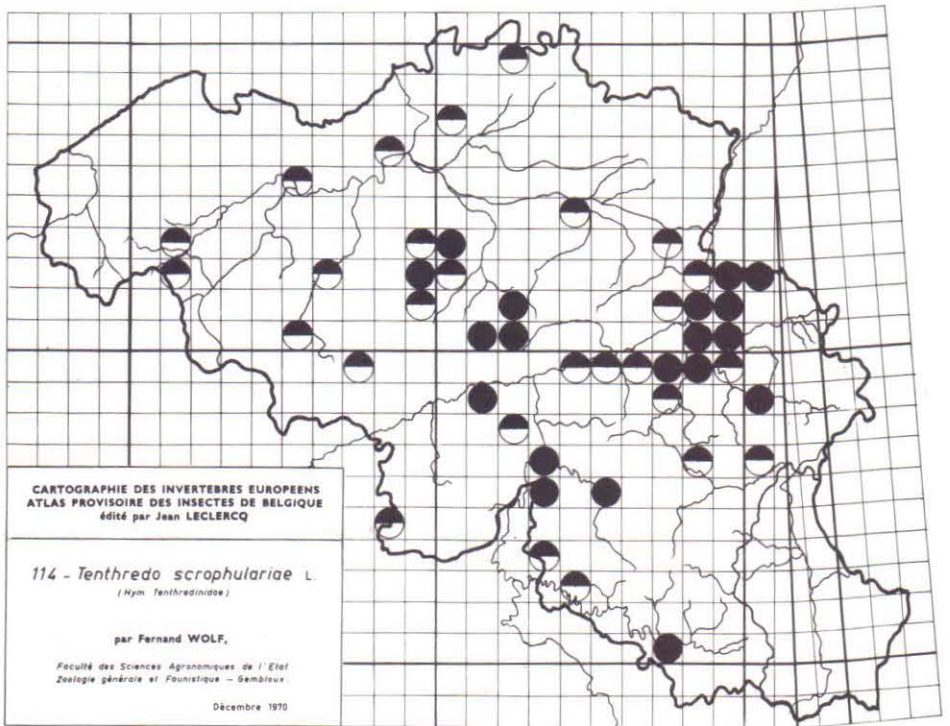 CARTOGRAPHIE DES INVERTEBRES EUROPEENS
ATLAS PROVISOIRE DES INSECTES DE BELGIQUE
édité par Jean LECLERCQ
114 - Tenthredo scrophulariae L.
(Hym. Tenthredinidae)
par Fernand WOLF,
Faculté des Sciences Agronomiques de l'Etat
Zoologie générale et Faunistique - Gembloux.
Décembre 1970